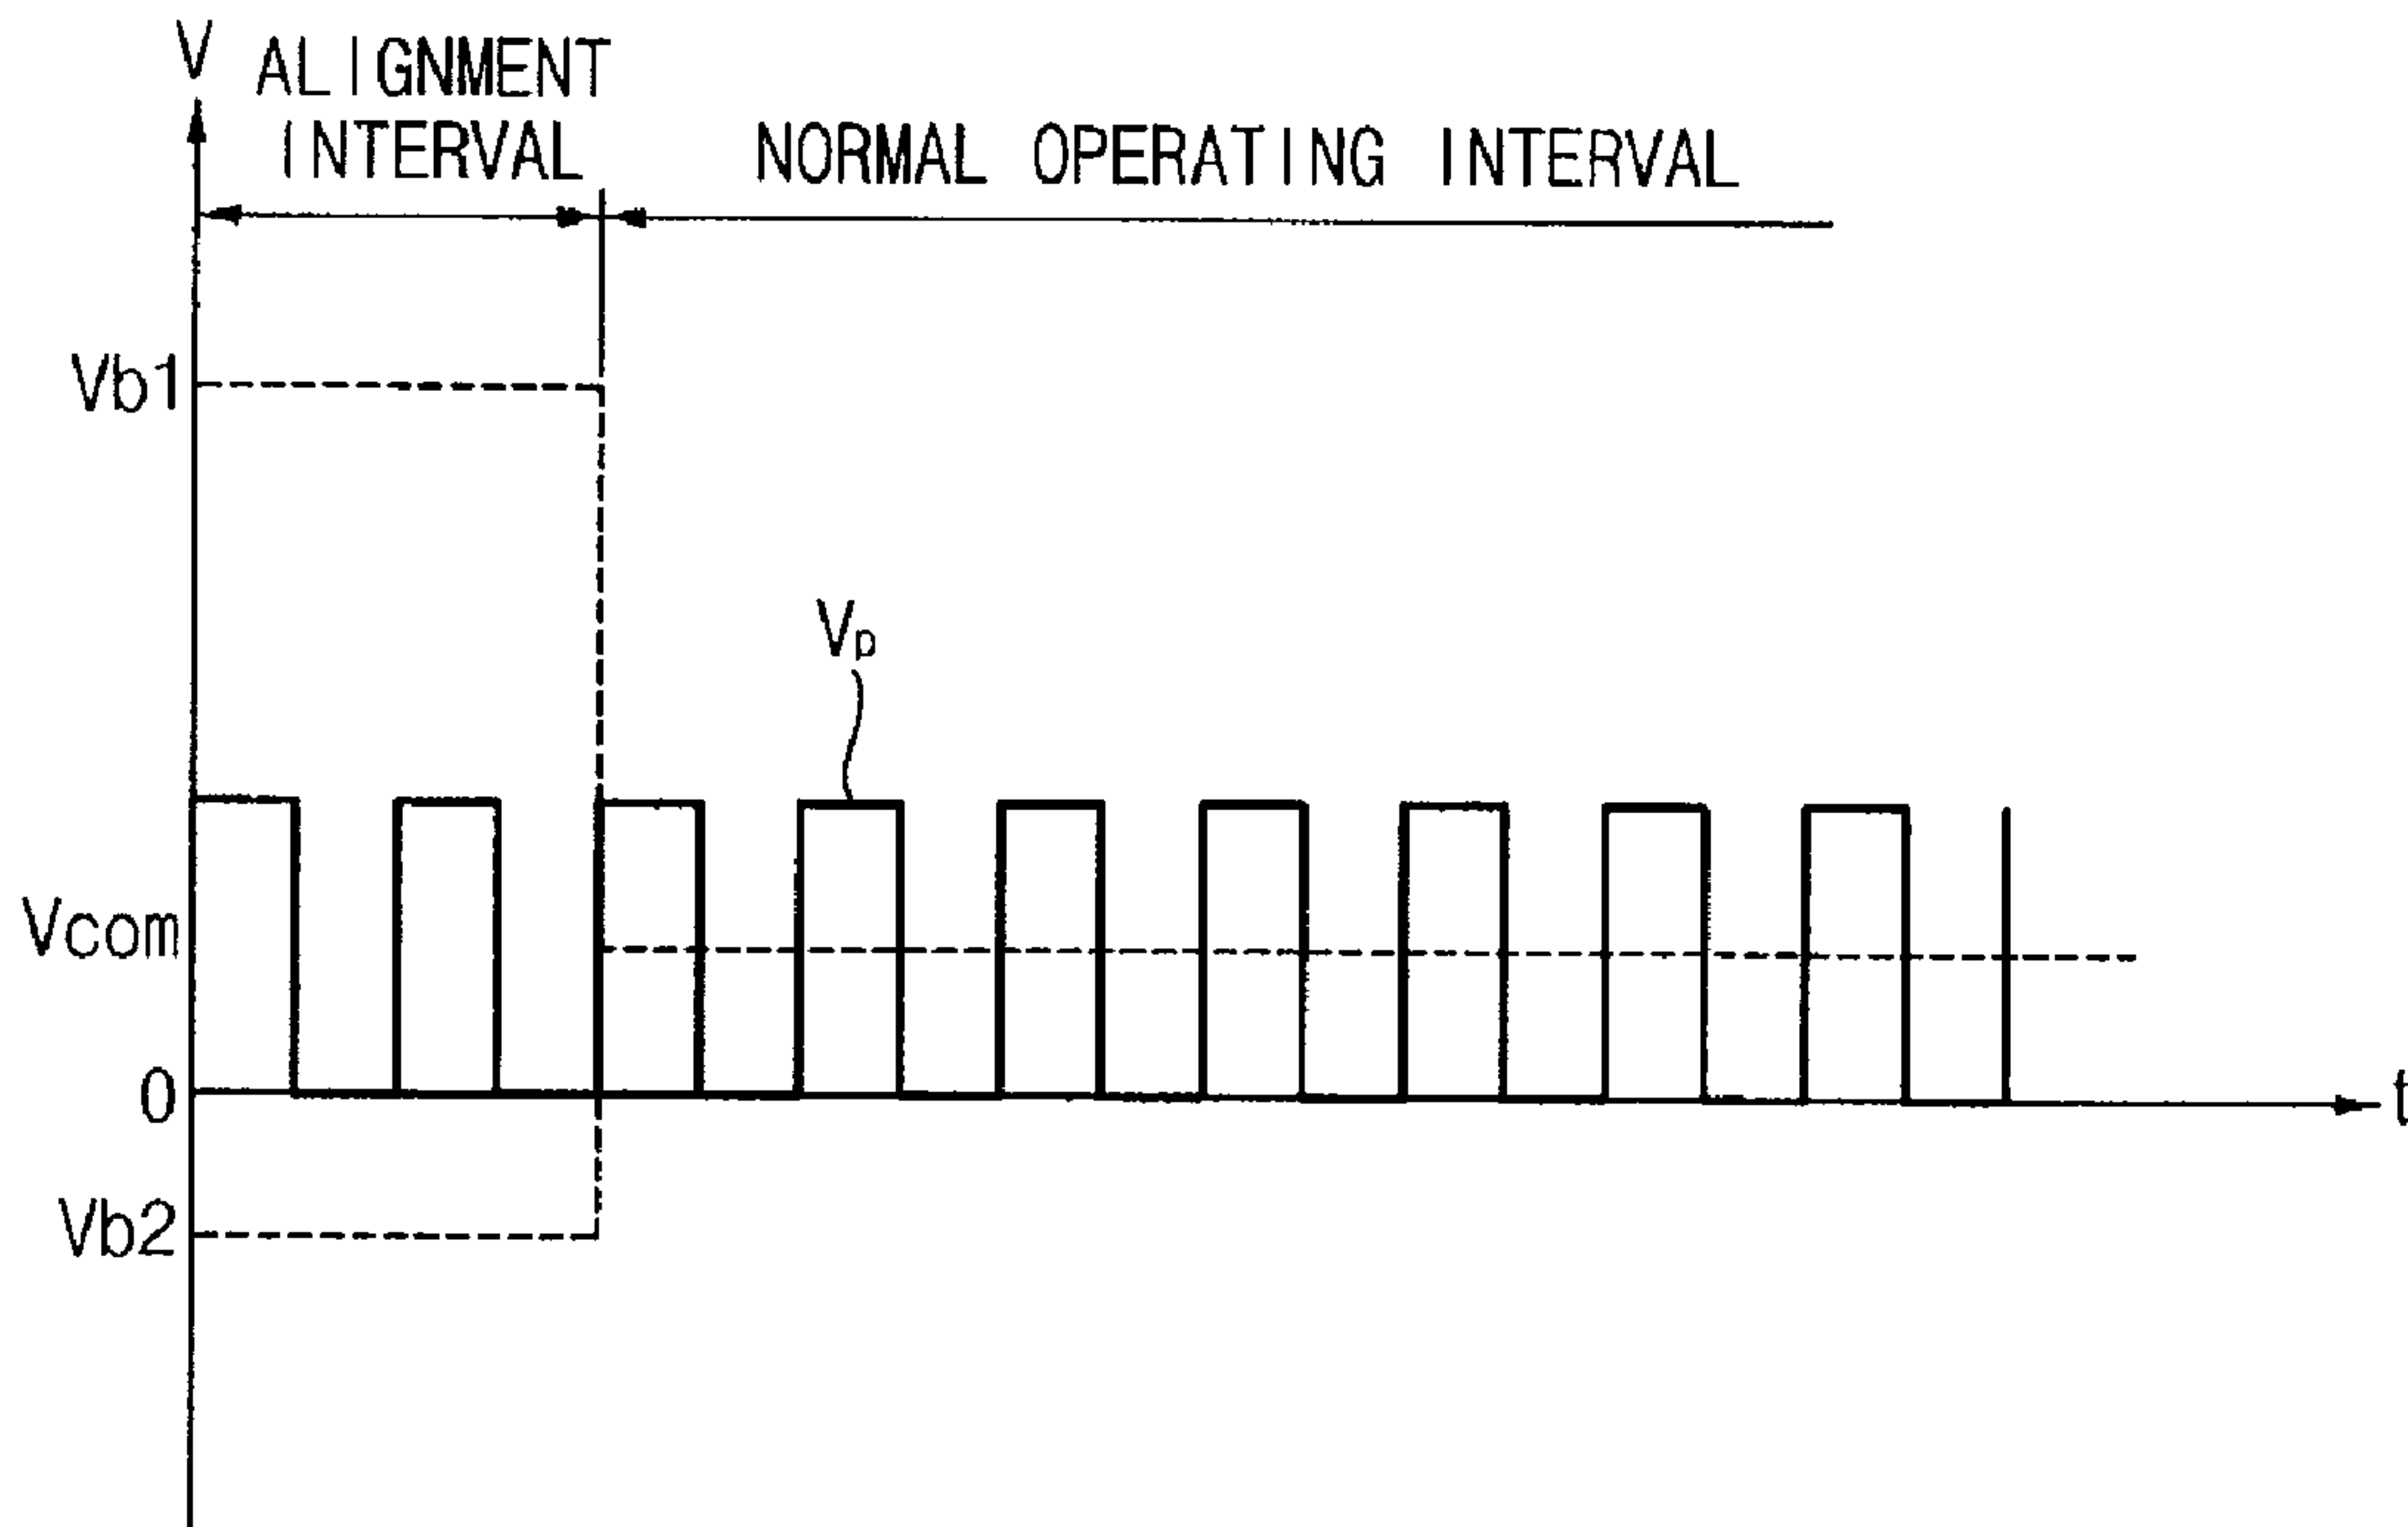 V
ALIGNMENT
INTERVAL
NORMAL OPERATING INTERVAL
Vb1
Vp
Vcom
0
t
Vb2